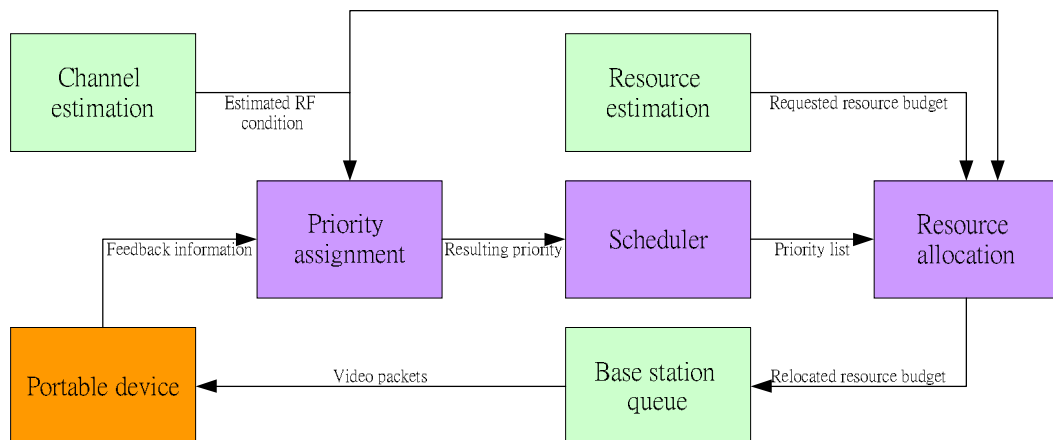 Channel
estimation
Estimated RF
condition
Resource
estimation
Requested resource budget
Feedback information
Priority
assignment
Resulting priority
Scheduler
Priority list
Resource
allocation
Portable device
Video packets
Base station
queue
Relocated resource budget